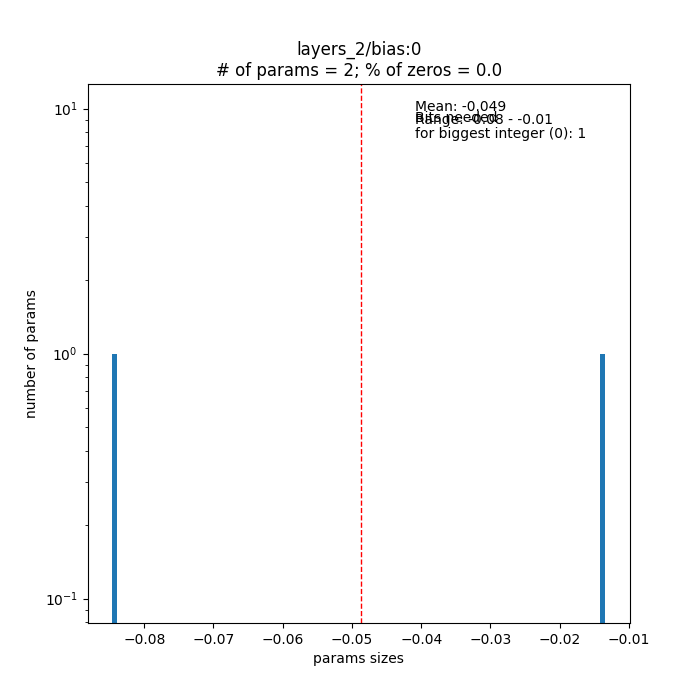 layers_2/bias:0
# of params = 2; % of zeros = 0.0
Mean: -0.049
Bits needed
Range: -0.08 - -0.01
for biggest integer (0): 1
number of params
10¹
10⁰
10⁻¹
−0.08 −0.07 −0.06 −0.05 −0.04 −0.03 −0.02 −0.01
params sizes